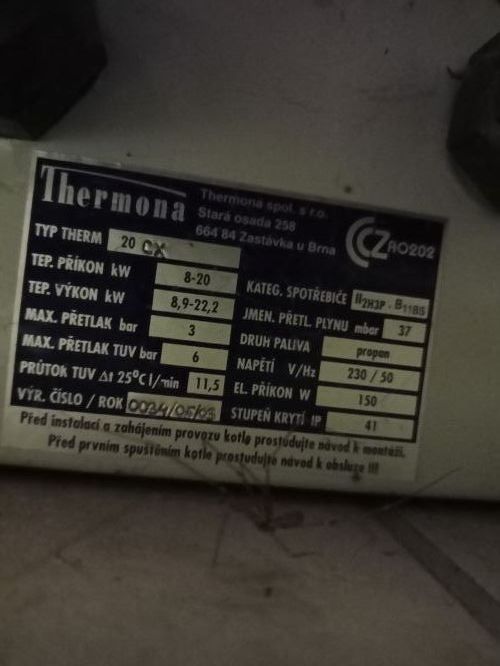 Thermona
Thermona spol. s r.o.
Stará osada 258
664 84 Zastávka u Brna
CCZ AO202
TYP THERM 20 CX
TEP. PŘÍKON kW 8-20
TEP. VÝKON kW 8,9-22,2
MAX. PŘETLAK bar 3
MAX. PŘETLAK TUV bar 6
PRŮTOK TUV Δt 25°C l/min 11,5
VÝR. ČÍSLO / ROK
KATEG. SPOTŘEBIČE II2H3P - B11BS
JMEN. PŘETL. PLYNU mbar 37
DRUH PALIVA propan
NAPĚTÍ V/Hz 230 / 50
EL. PŘÍKON W 150
STUPEŇ KRYTÍ IP 41
Před instalací a zahájením provozu kotle prostudujte návod k montáži.
Před prvním spuštěním kotle prostudujte návod k obsluze !!!